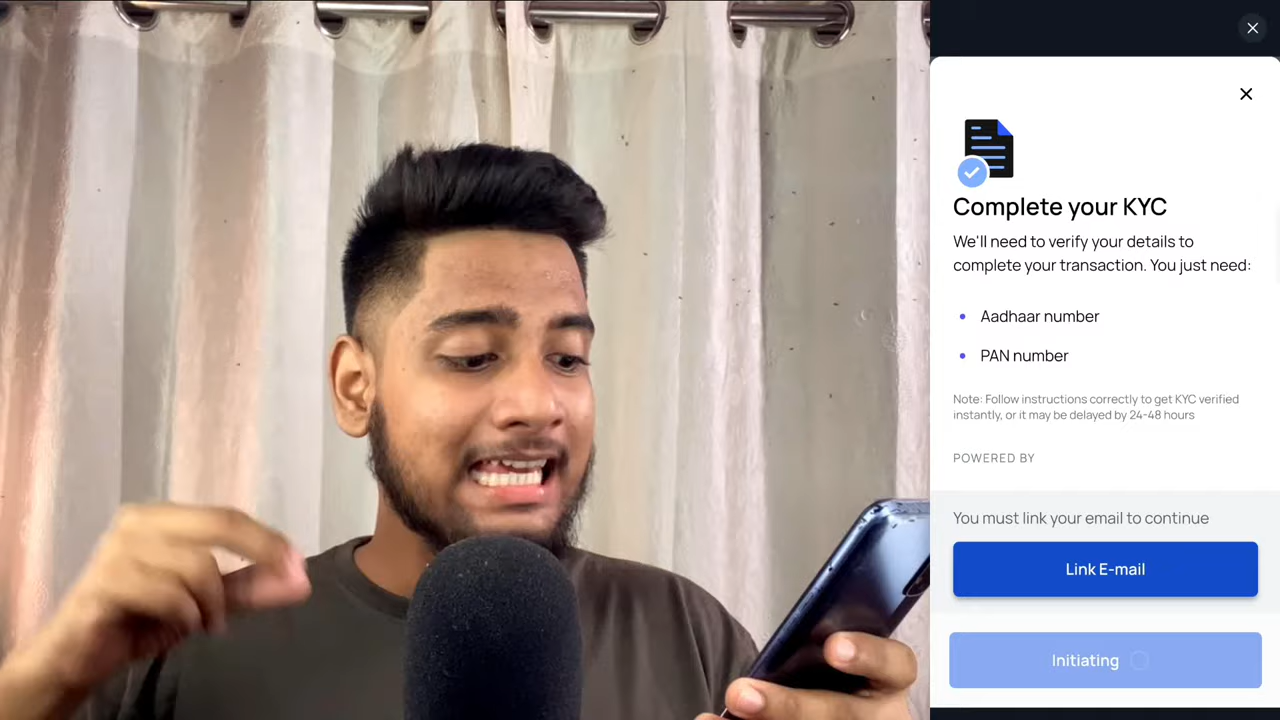 Complete your KYC
We'll need to verify your details to
complete your transaction. You just need:
Aadhaar number
PAN number
Note: Follow instructions correctly to get KYC verified
instantly, or it may be delayed by 24-48 hours
POWERED BY
You must link your email to continue
Link E-mail
Initiating